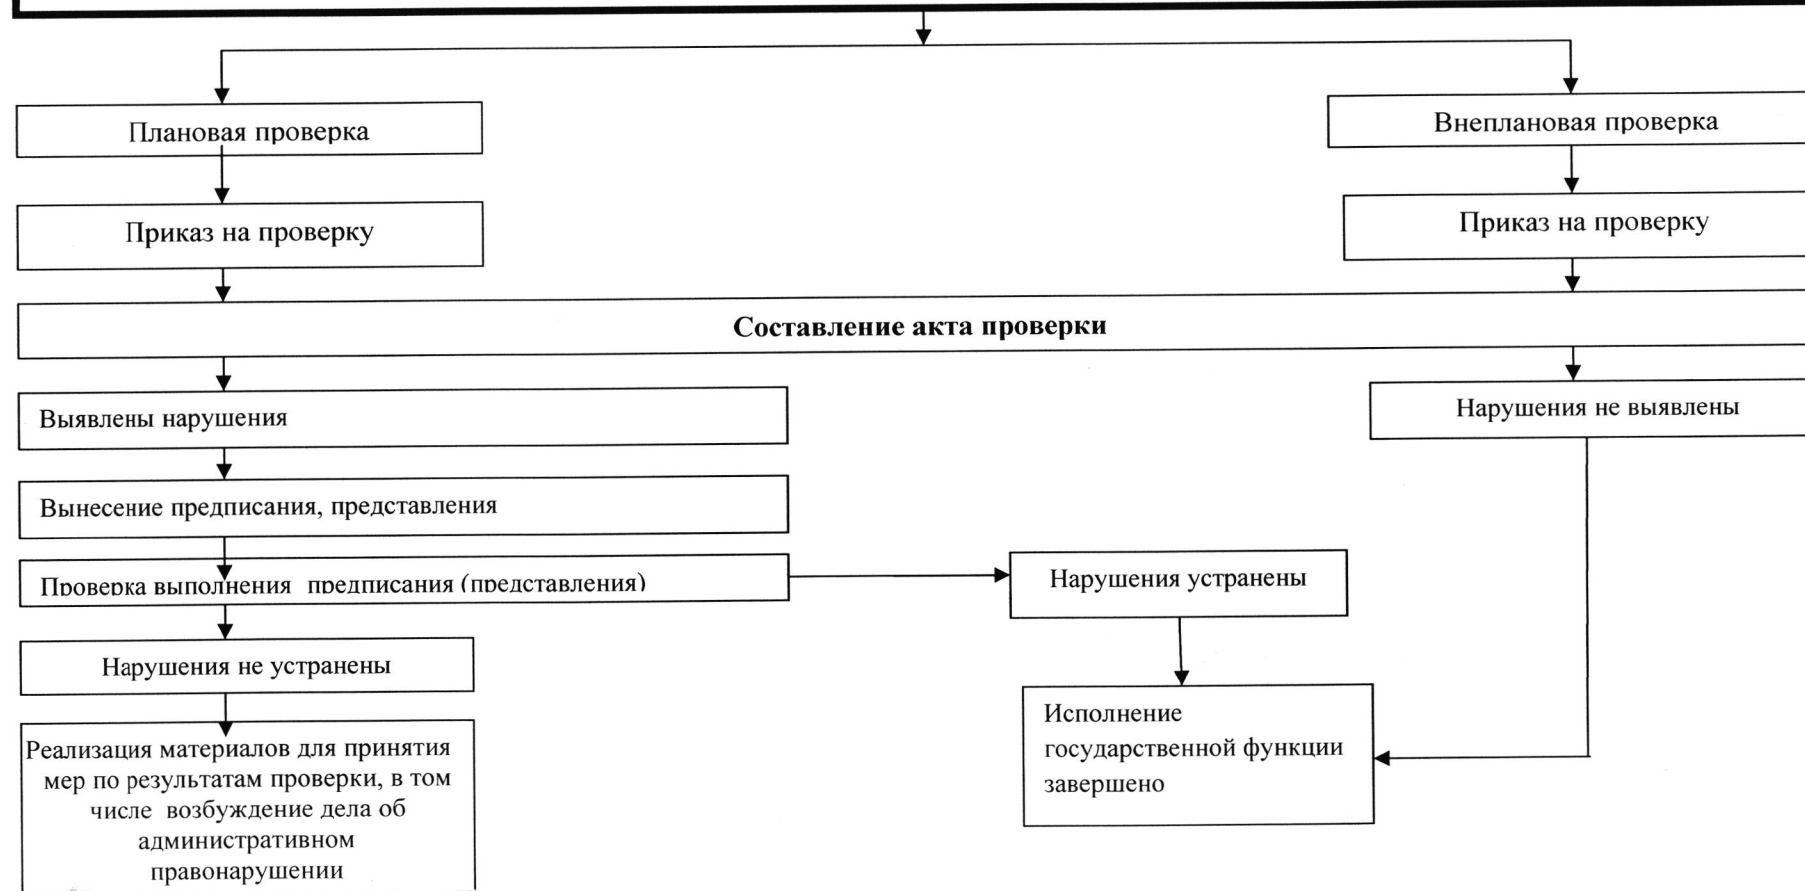 Плановая проверка
Внеплановая проверка
Приказ на проверку
Приказ на проверку
Составление акта проверки
Выявлены нарушения
Нарушения не выявлены
Вынесение предписания, представления
Проверка выполнения предписания (представления)
Нарушения устранены
Нарушения не устранены
Исполнение
государственной функции
завершено
Реализация материалов для принятия
мер по результатам проверки, в том
числе возбуждение дела об
административном
правонарушении